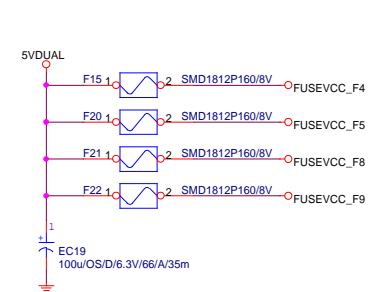 5VDUAL
F15 1 2 SMD1812P160/8V FUSEVCC_F4
F20 1 2 SMD1812P160/8V FUSEVCC_F5
F21 1 2 SMD1812P160/8V FUSEVCC_F8
F22 1 2 SMD1812P160/8V FUSEVCC_F9
1
+
EC19
100u/OS/D/6.3V/66/A/35m